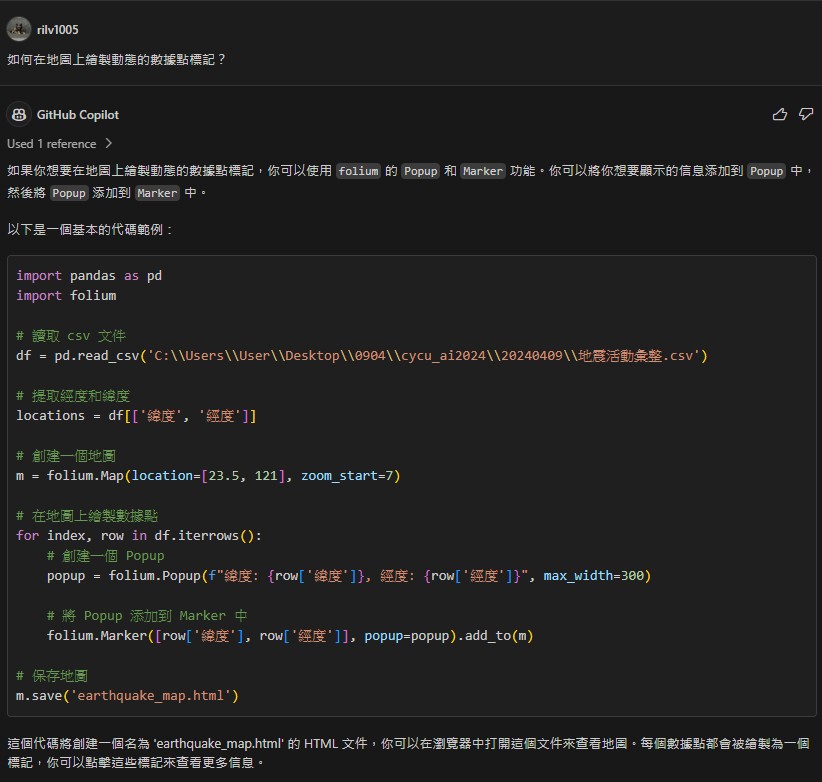 rilv1005
如何在地圖上繪製動態的數據點標記？
GitHub Copilot
Used 1 reference
如果你想要在地圖上繪製動態的數據點標記，你可以使用 folium 的 Popup 和 Marker 功能。你可以將你想要顯示的信息添加到 Popup 中，
然後將 Popup 添加到 Marker 中。
以下是一個基本的代碼範例：
import pandas as pd
import folium
# 讀取 csv 文件
df = pd.read_csv('C:\\Users\\User\\Desktop\\0904\\cycu_ai2024\\20240409\\地震活動彙整.csv')
# 提取經度和緯度
locations = df[['緯度', '經度']]
# 創建一個地圖
m = folium.Map(location=[23.5, 121], zoom_start=7)
# 在地圖上繪製數據點
for index, row in df.iterrows():
    # 創建一個 Popup
    popup = folium.Popup(f"緯度: {row['緯度']}, 經度: {row['經度']}", max_width=300)
    # 將 Popup 添加到 Marker 中
    folium.Marker([row['緯度'], row['經度']], popup=popup).add_to(m)
# 保存地圖
m.save('earthquake_map.html')
這個代碼將創建一個名為 'earthquake_map.html' 的 HTML 文件，你可以在瀏覽器中打開這個文件來查看地圖。每個數據點都會被繪製為一個
標記，你可以點擊這些標記來查看更多信息。